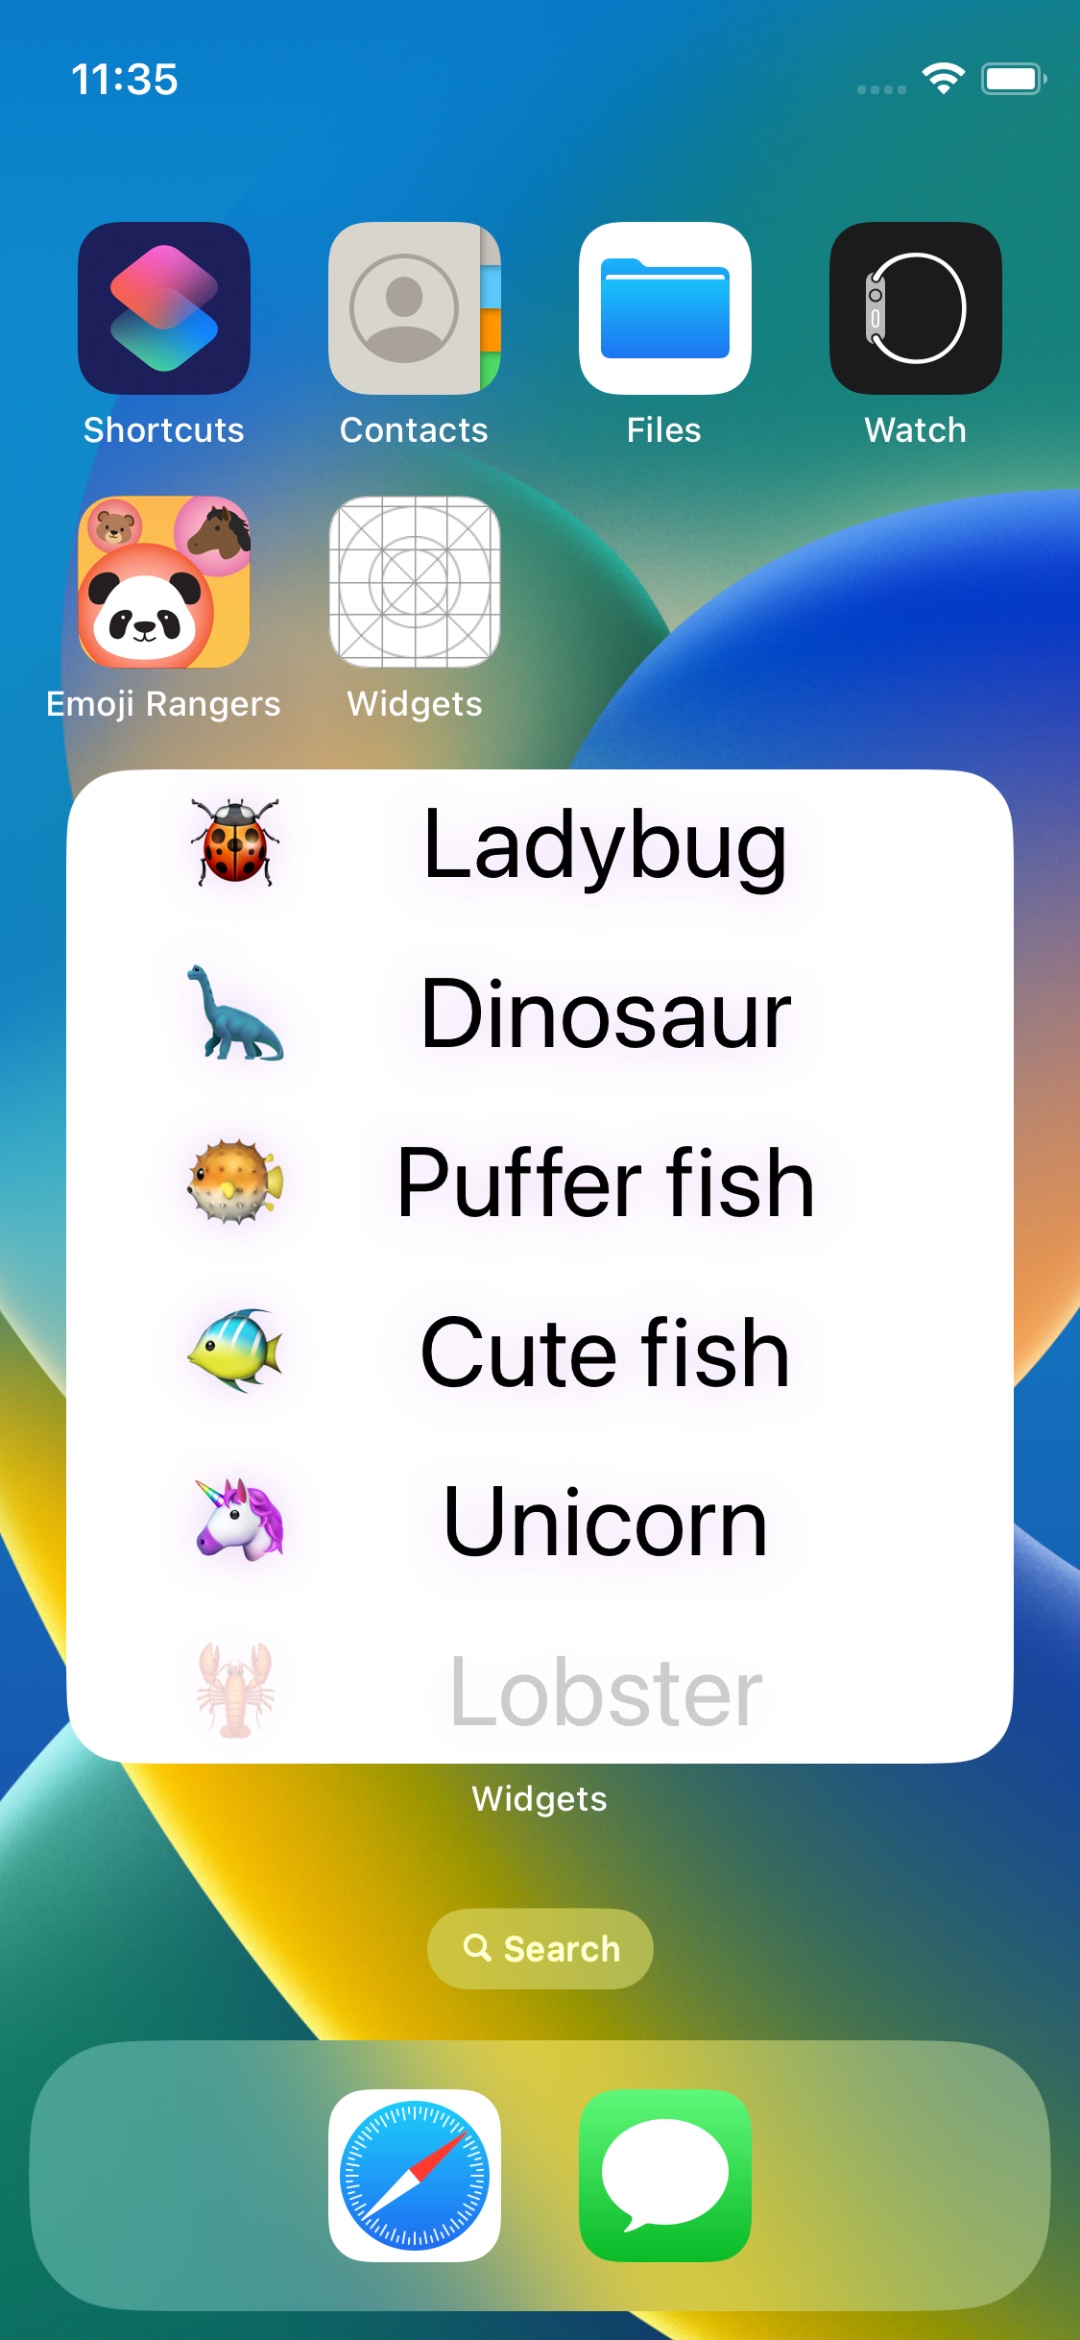 11:35
Shortcuts
Contacts
Files
Watch
Emoji Rangers
Widgets
Ladybug
Dinosaur
Puffer fish
Cute fish
Unicorn
Lobster
Widgets
Search